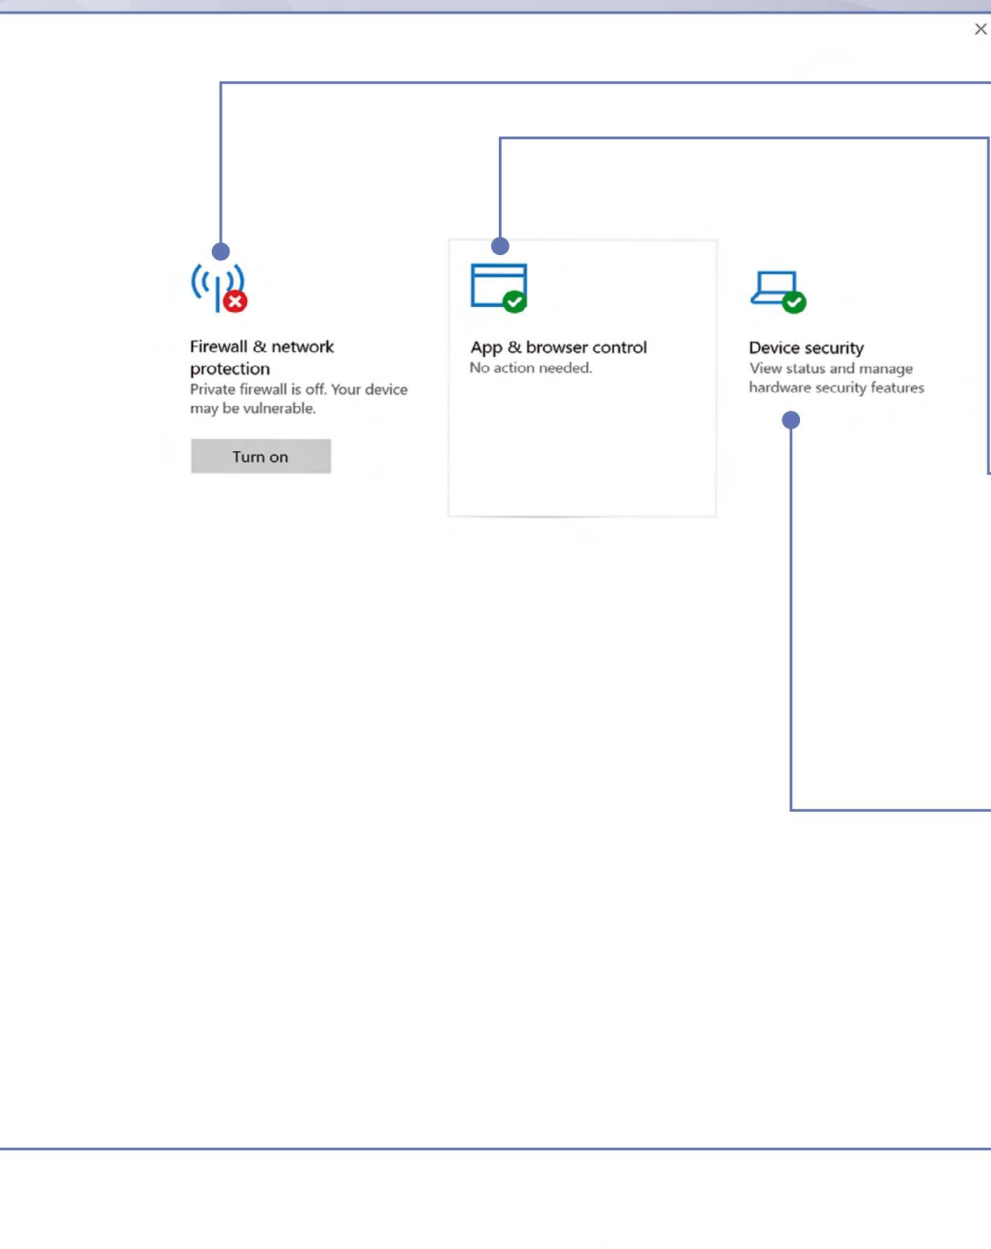 Firewall & network
protection
Private firewall is off. Your device
may be vulnerable.
Turn on
App & browser control
No action needed.
Device security
View status and manage
hardware security features